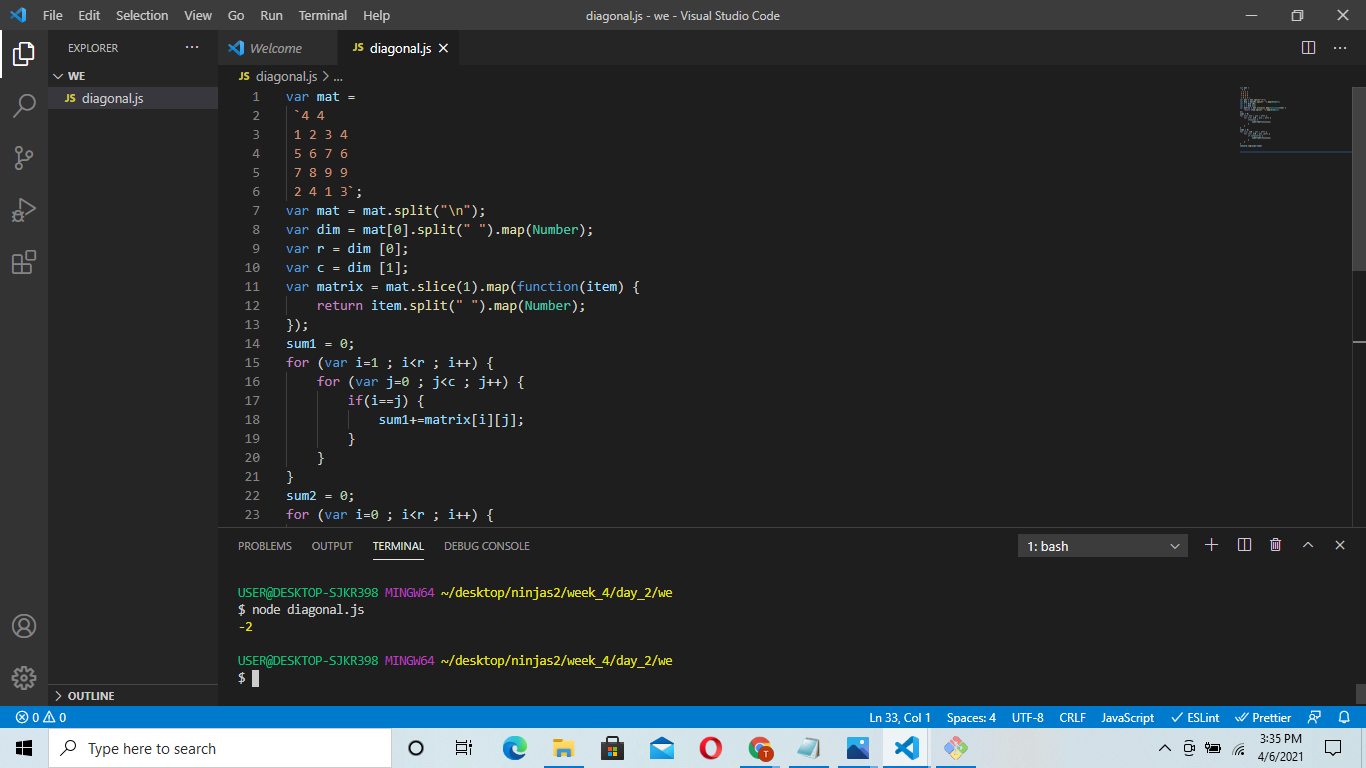 File Edit Selection View Go Run Terminal Help diagonal.js - we - Visual Studio Code
EXPLORER
WE
JS diagonal.js
OUTLINE
Welcome JS diagonal.js
JS diagonal.js > ...
1 var mat =
2 `4 4
3 1 2 3 4
4 5 6 7 6
5 7 8 9 9
6 2 4 1 3`;
7 var mat = mat.split("\n");
8 var dim = mat[0].split(" ").map(Number);
9 var r = dim [0];
10 var c = dim [1];
11 var matrix = mat.slice(1).map(function(item) {
12 return item.split(" ").map(Number);
13 });
14 sum1 = 0;
15 for (var i=1 ; i<r ; i++) {
16 for (var j=0 ; j<c ; j++) {
17 if(i==j) {
18 sum1+=matrix[i][j];
19 }
20 }
21 }
22 sum2 = 0;
23 for (var i=0 ; i<r ; i++) {
PROBLEMS OUTPUT TERMINAL DEBUG CONSOLE 1: bash
USER@DESKTOP-SJKR398 MINGW64 ~/desktop/ninjas2/week_4/day_2/we
$ node diagonal.js
-2
USER@DESKTOP-SJKR398 MINGW64 ~/desktop/ninjas2/week_4/day_2/we
$
0 0 Ln 33, Col 1 Spaces: 4 UTF-8 CRLF JavaScript ESLint Prettier
Type here to search
T
3:35 PM
4/6/2021